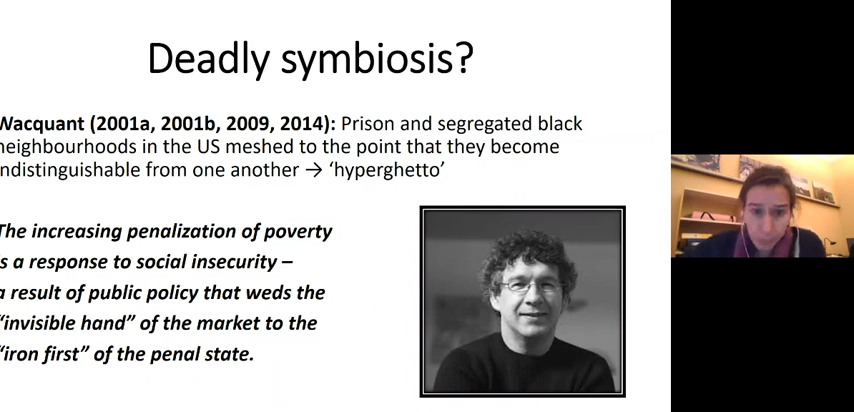 Deadly symbiosis?
Wacquant (2001a, 2001b, 2009, 2014): Prison and segregated black
neighbourhoods in the US meshed to the point that they become
indistinguishable from one another → ‘hyperghetto’
The increasing penalization of poverty
is a response to social insecurity –
a result of public policy that weds the
“invisible hand” of the market to the
“iron first” of the penal state.